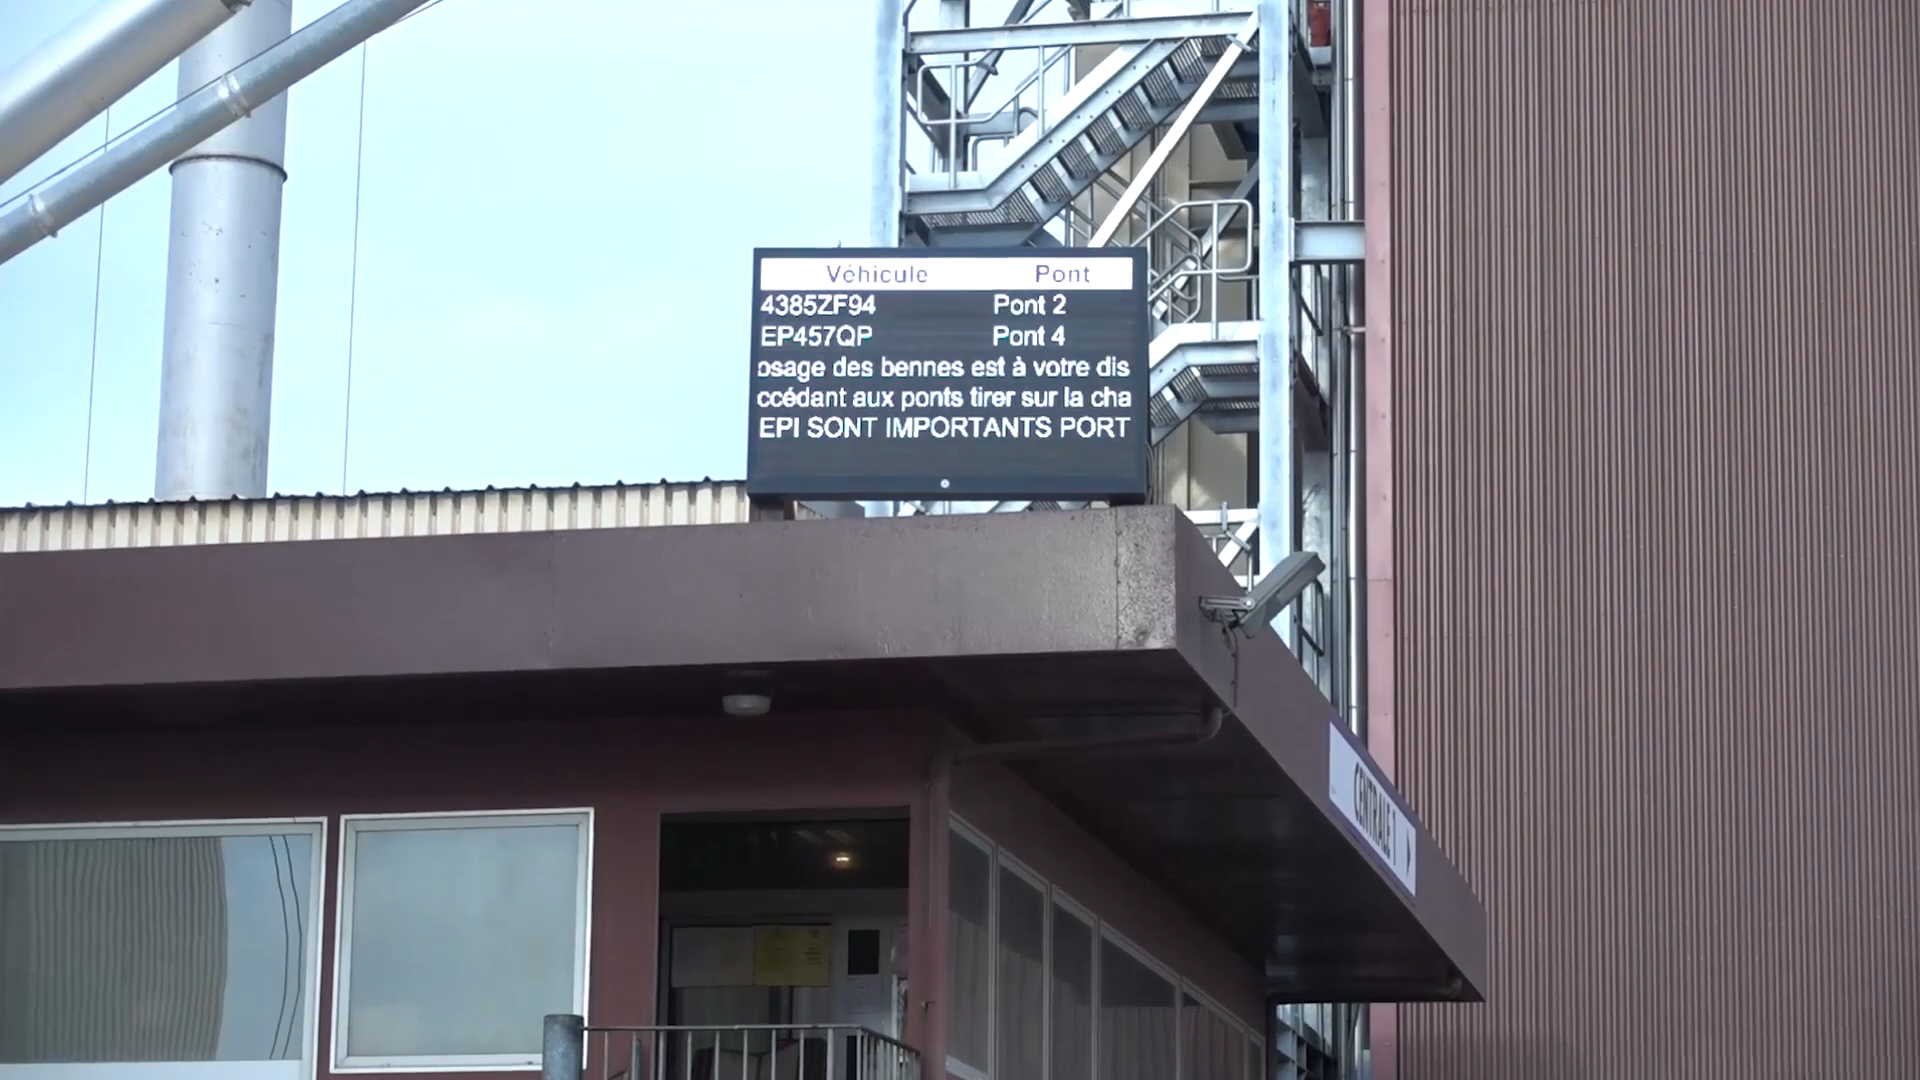 Véhicule Pont
4385ZF94 Pont 2
EP457QP Pont 4
osage des bennes est à votre dis
ccédant aux ponts tirer sur la cha
EPI SONT IMPORTANTS PORT
CENTRALE 1